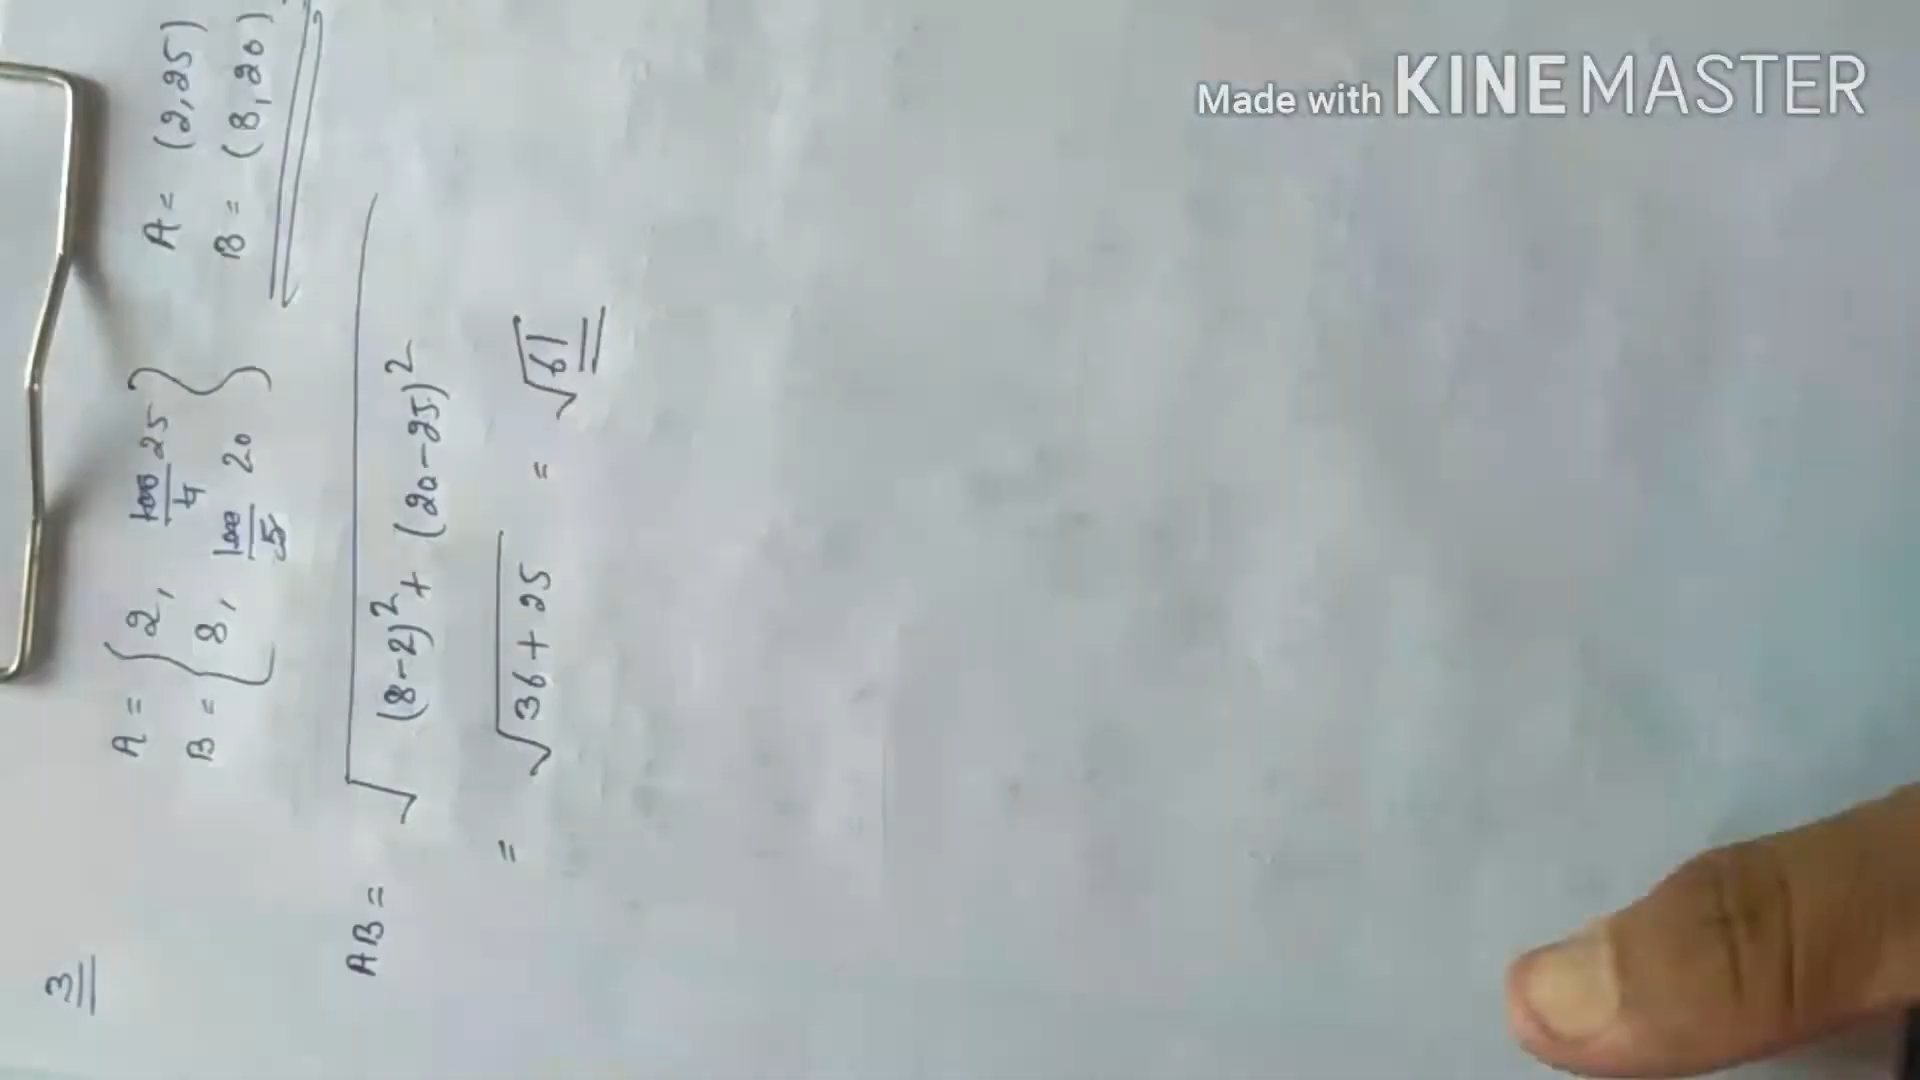 3
A = { 2, 100/4 25 }
B = { 8, 100/5 20 }
A = (2,25)
B = (8,20)
AB = √(8-2)² + (20-25)²
= √36+25 = √61
Made with KINEMASTER